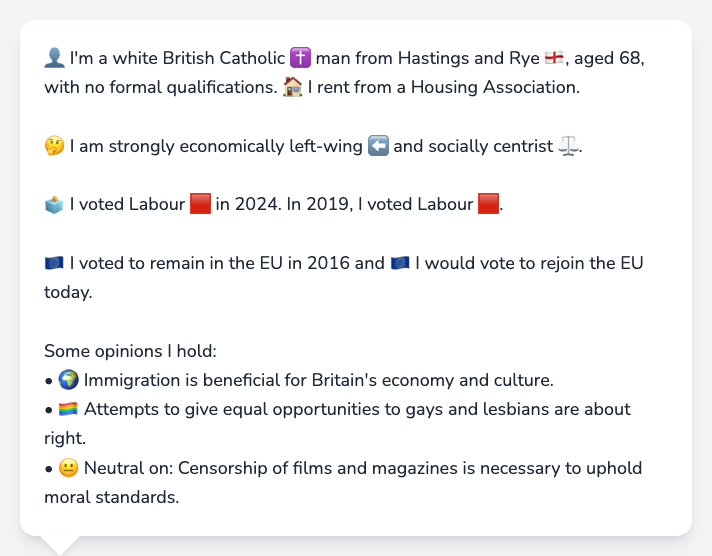 👤 I'm a white British Catholic ✝️ man from Hastings and Rye 🏴󠁧󠁢󠁥󠁮󠁧󠁿, aged 68,
with no formal qualifications. 🏠 I rent from a Housing Association.
🤔 I am strongly economically left-wing ⬅️ and socially centrist ⚖️.
🗳️ I voted Labour 🟥 in 2024. In 2019, I voted Labour 🟥.
🇪🇺 I voted to remain in the EU in 2016 and 🇪🇺 I would vote to rejoin the EU
today.
Some opinions I hold:
• 🌍 Immigration is beneficial for Britain's economy and culture.
• 🏳️‍🌈 Attempts to give equal opportunities to gays and lesbians are about
right.
• 😐 Neutral on: Censorship of films and magazines is necessary to uphold
moral standards.